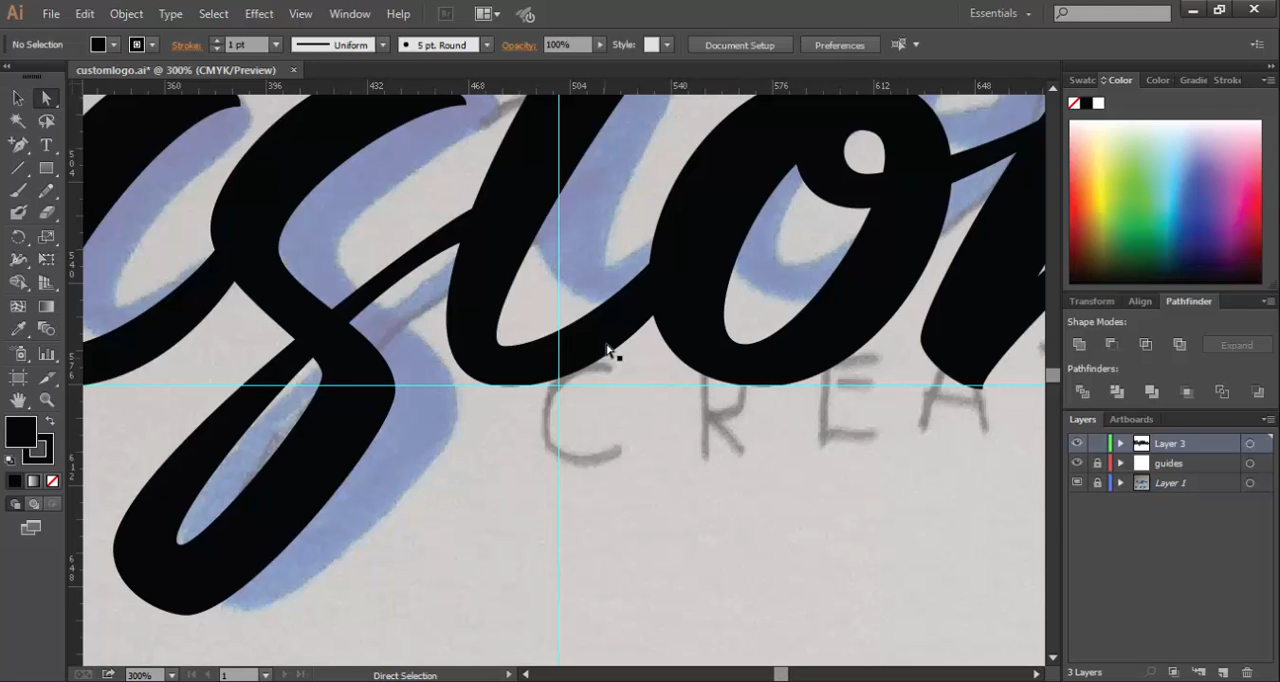 Ai File Edit Object Type Select Effect View Window Help Br Essentials
No Selection Stroke: 1 pt Uniform 5 pt. Round Opacity: 100% Style: Document Setup Preferences
customlogo.ai* @ 300% (CMYK/Preview) × Swatc Color Color Gradie Stroke
360 396 432 468 504 540 576 612 648
Transform Align Pathfinder
Shape Modes:
Expand
Pathfinders:
CREA
Layers Artboards
Layer 3
guides
Layer 1
300% 1 Direct Selection 3 Layers